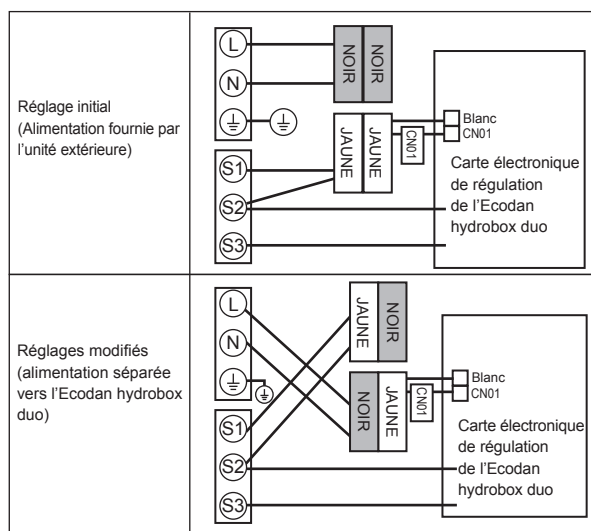 Réglage initial
(Alimentation fournie par
l’unité extérieure)
L
N
S1
S2
S3
NOIR
NOIR
JAUNE
JAUNE
CN01
Blanc
CN01
Carte électronique
de régulation
de l’Ecodan
hydrobox duo
Réglages modifiés
(alimentation séparée
vers l’Ecodan hydrobox
duo)
L
N
S1
S2
S3
JAUNE
NOIR
NOIR
JAUNE
CN01
Blanc
CN01
Carte électronique
de régulation
de l’Ecodan
hydrobox duo